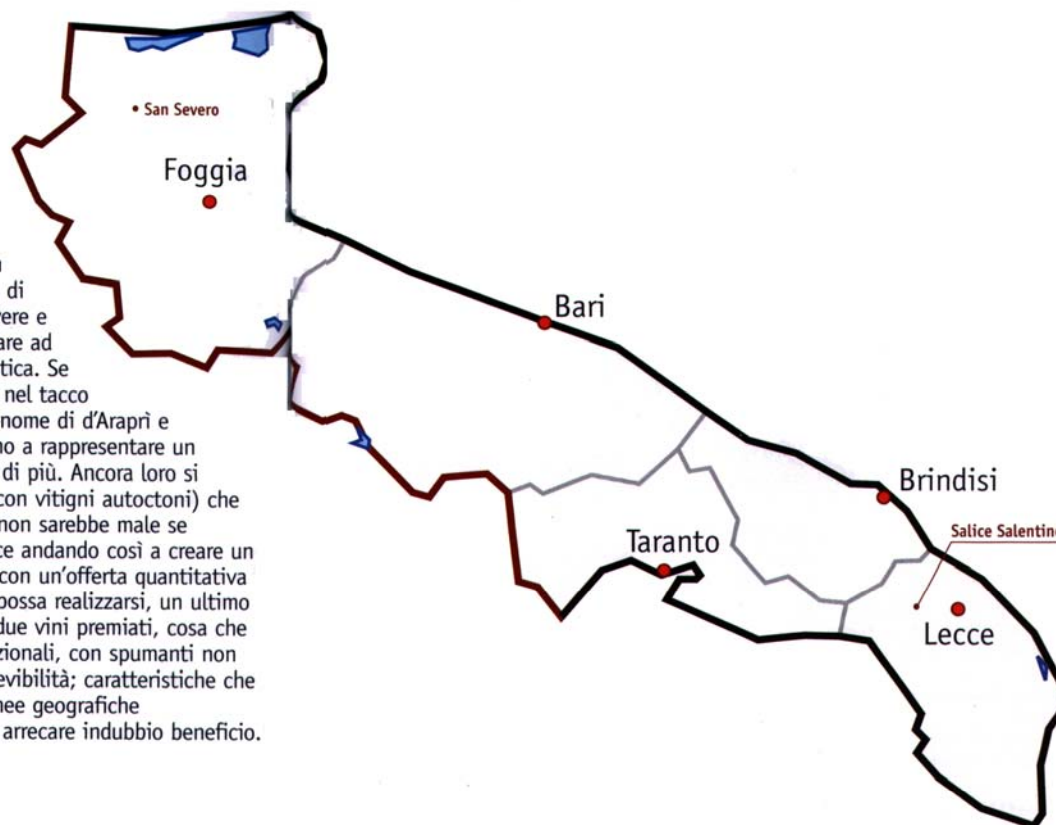 San Severo
Foggia
Bari
Brindisi
Salice Salentino
Taranto
Lecce
di
vere e
are ad
tica. Se
nel tacco
nome di d'Araprì e
no a rappresentare un
di più. Ancora loro si
con vitigni autoctoni) che
non sarebbe male se
ce andando così a creare un
con un'offerta quantitativa
possa realizzarsi, un ultimo
due vini premiati, cosa che
zionali, con spumanti non
evibilità; caratteristiche che
nee geografiche
arrecare indubbio beneficio.